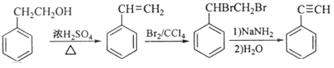 CH₂CH₂OH
浓H₂SO₄
△
CH=CH₂
Br₂/CCl₄
CHBrCH₂Br
1)NaNH₂
2)H₂O
C≡CH